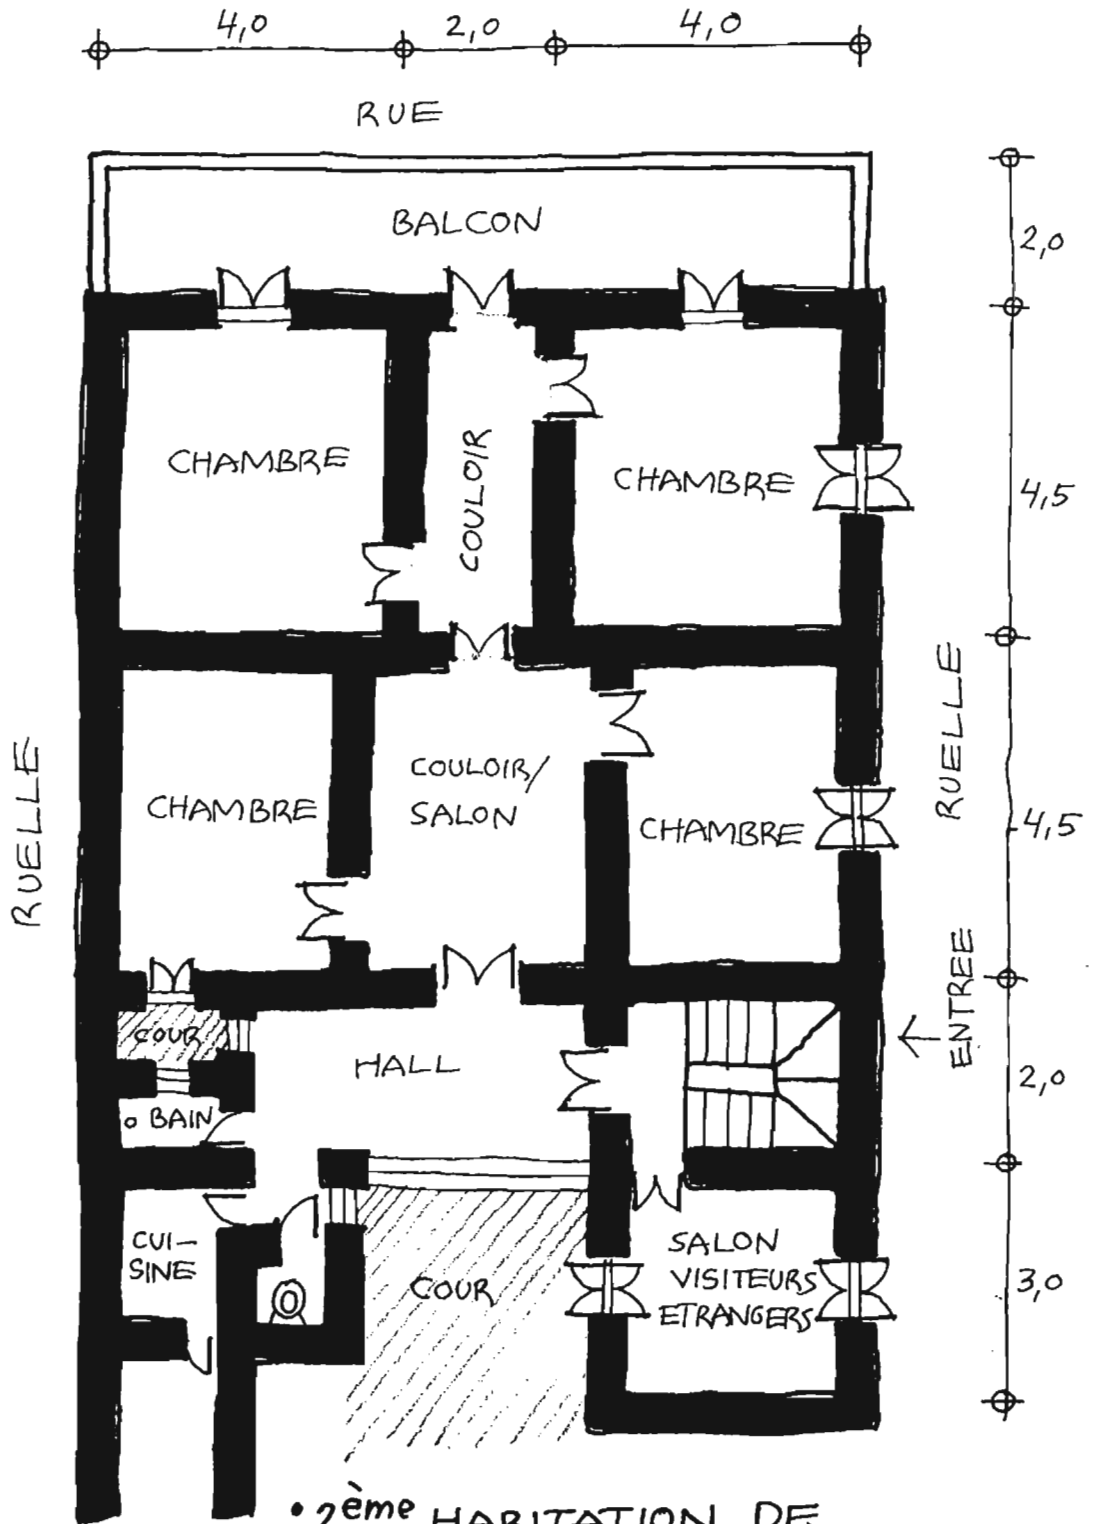 4,0 2,0 4,0
RUE
BALCON
2,0
CHAMBRE
COULOIR
CHAMBRE
4,5
RUELLE
CHAMBRE
COULOIR/
SALON
CHAMBRE
RUELLE
4,5
COUR
HALL
ENTREE
2,0
BAIN
CUI-
SINE
COUR
SALON
VISITEURS
ETRANGERS
3,0
• 2ème HABITATION DE